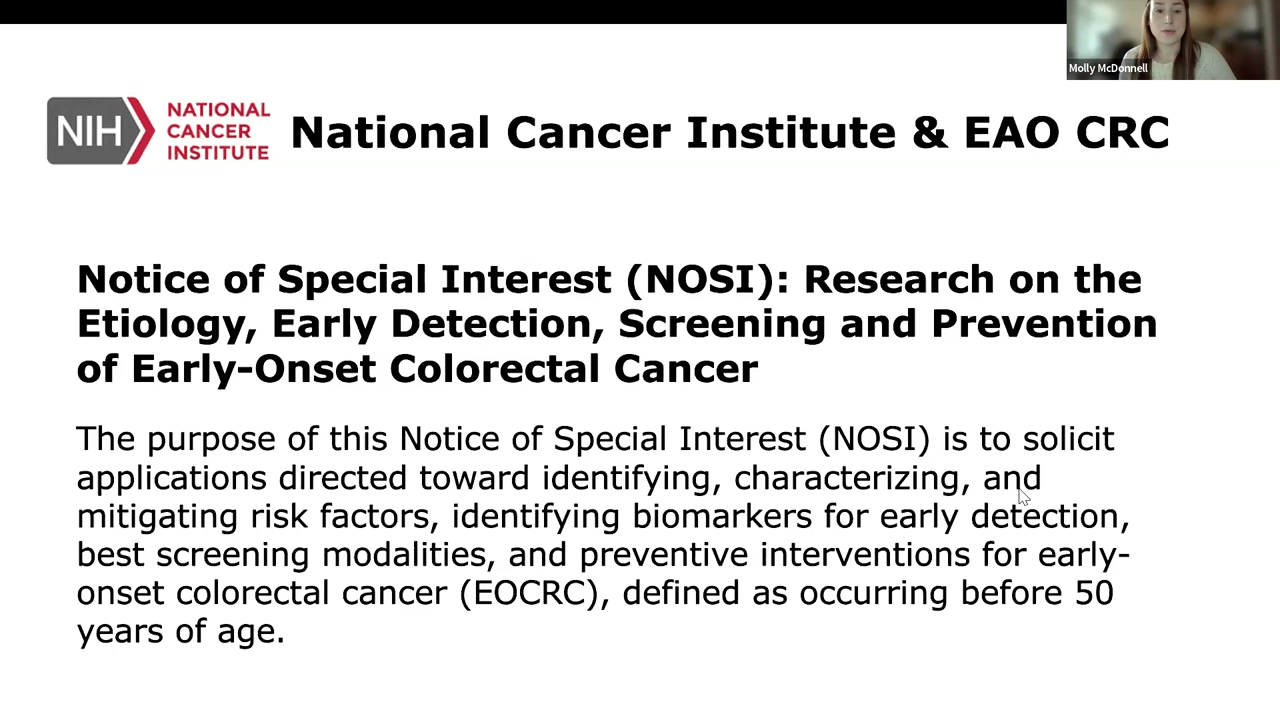 Molly McDonnell
NIH
NATIONAL
CANCER
INSTITUTE
National Cancer Institute & EAO CRC
Notice of Special Interest (NOSI): Research on the
Etiology, Early Detection, Screening and Prevention
of Early-Onset Colorectal Cancer
The purpose of this Notice of Special Interest (NOSI) is to solicit
applications directed toward identifying, characterizing, and
mitigating risk factors, identifying biomarkers for early detection,
best screening modalities, and preventive interventions for early-
onset colorectal cancer (EOCRC), defined as occurring before 50
years of age.